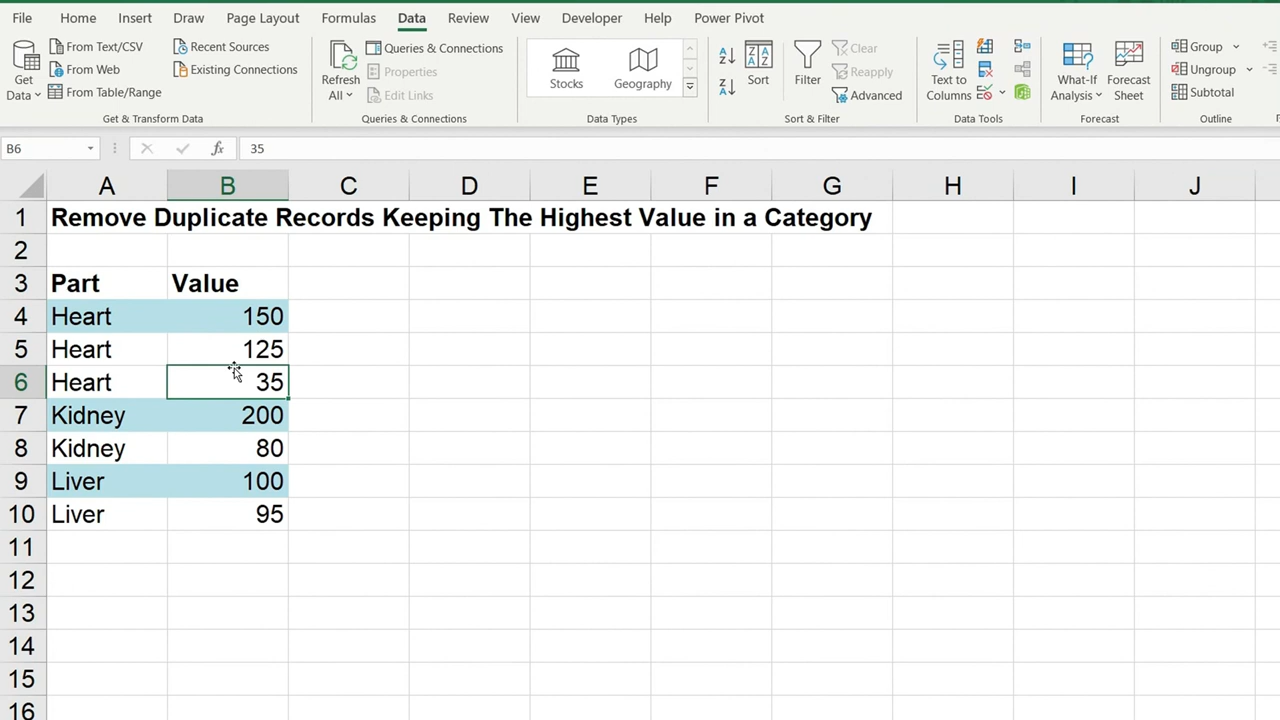 File Home Insert Draw Page Layout Formulas Data Review View Developer Help Power Pivot
Get Data
From Text/CSV
From Web
From Table/Range
Recent Sources
Existing Connections
Get & Transform Data
Refresh All
Queries & Connections
Properties
Edit Links
Queries & Connections
Stocks
Geography
Data Types
Sort
Filter
Clear
Reapply
Advanced
Sort & Filter
Text to Columns
Data Tools
What-If Analysis
Forecast Sheet
Forecast
Group
Ungroup
Subtotal
Outline
B6 fx 35
A B C D E F G H I J
1 Remove Duplicate Records Keeping The Highest Value in a Category
2
3 Part Value
4 Heart 150
5 Heart 125
6 Heart 35
7 Kidney 200
8 Kidney 80
9 Liver 100
10 Liver 95
11
12
13
14
15
16